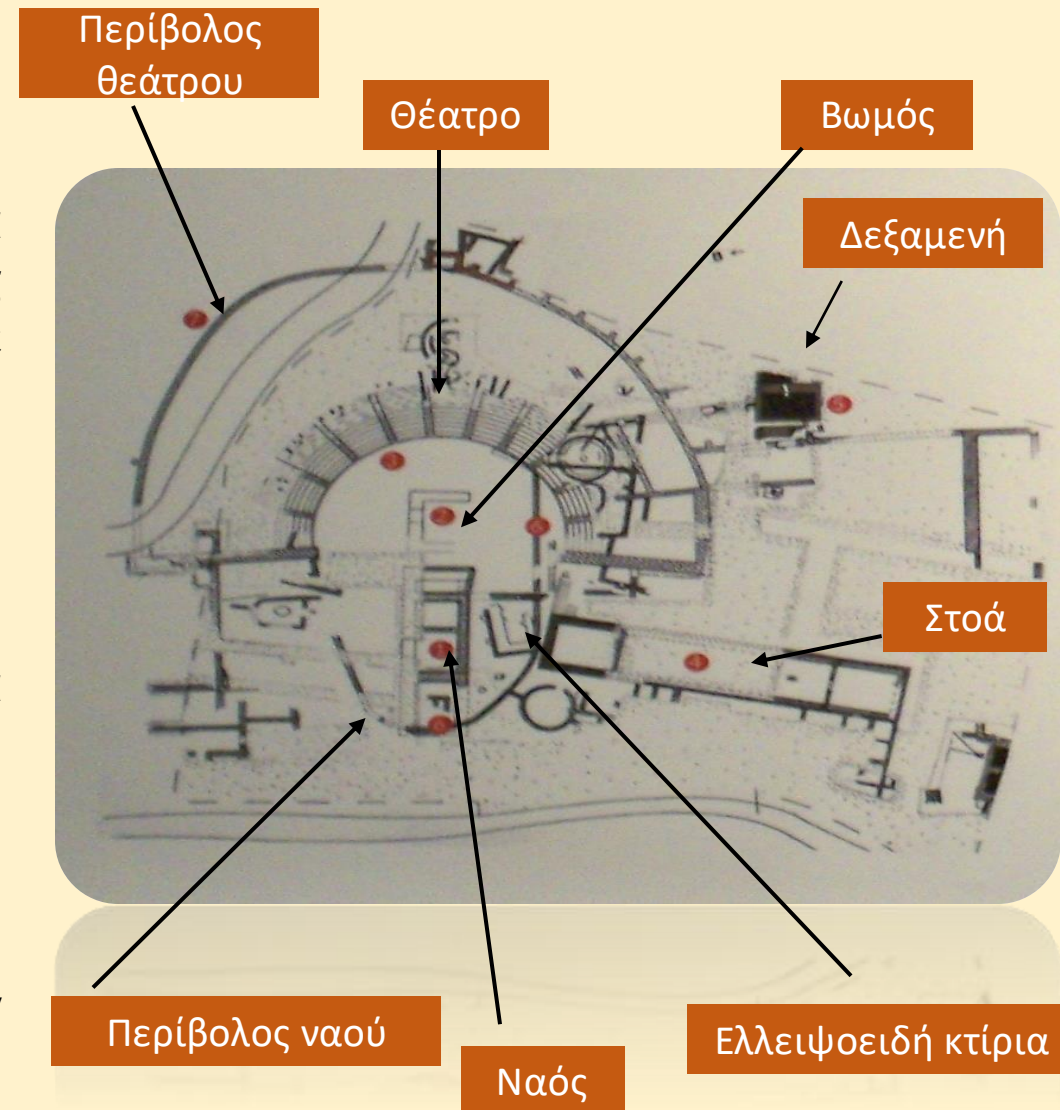 Περίβολος
θεάτρου
Θέατρο
Βωμός
Δεξαμενή
Στοά
Περίβολος ναού
Ναός
Ελλειψοειδή κτίρια